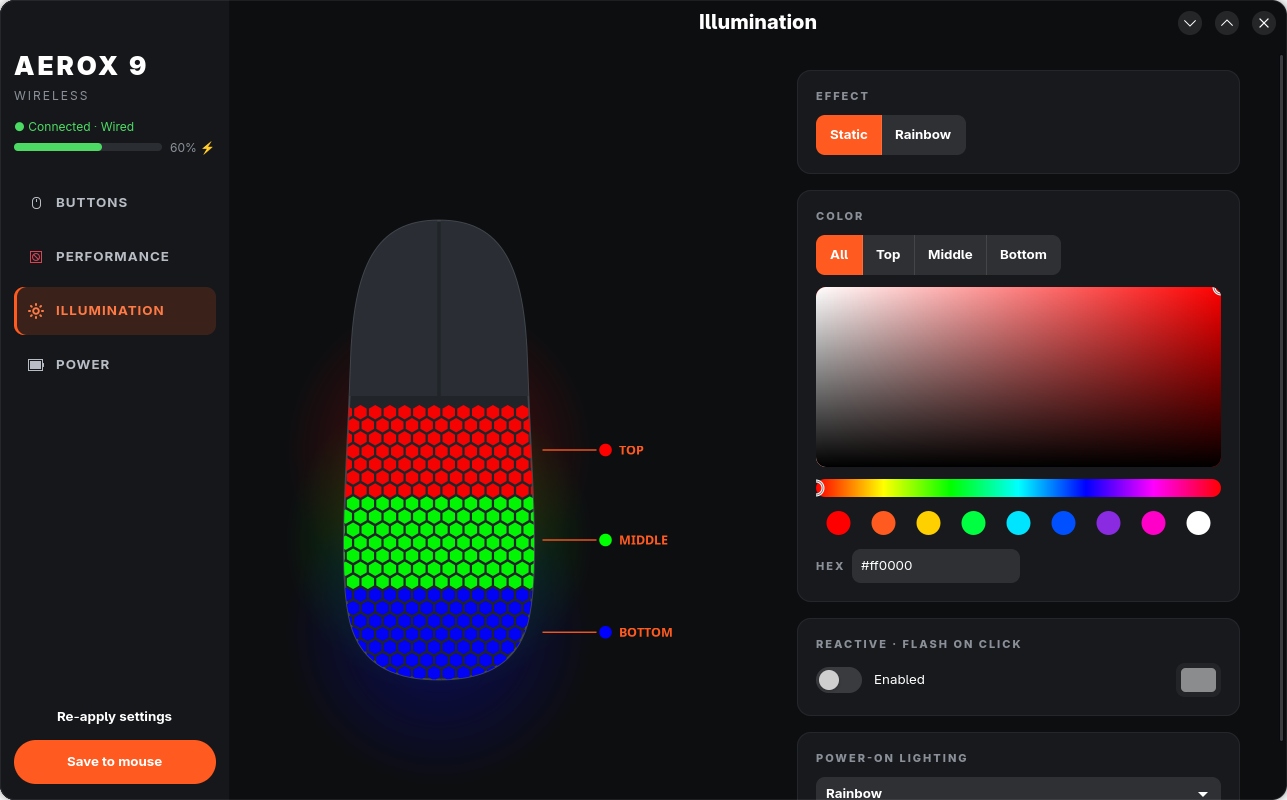 Illumination
AEROX 9
WIRELESS
Connected · Wired
60% ⚡
BUTTONS
PERFORMANCE
ILLUMINATION
POWER
Re-apply settings
Save to mouse
TOP
MIDDLE
BOTTOM
EFFECT
Static Rainbow
COLOR
All Top Middle Bottom
HEX #ff0000
REACTIVE · FLASH ON CLICK
Enabled
POWER-ON LIGHTING
Rainbow